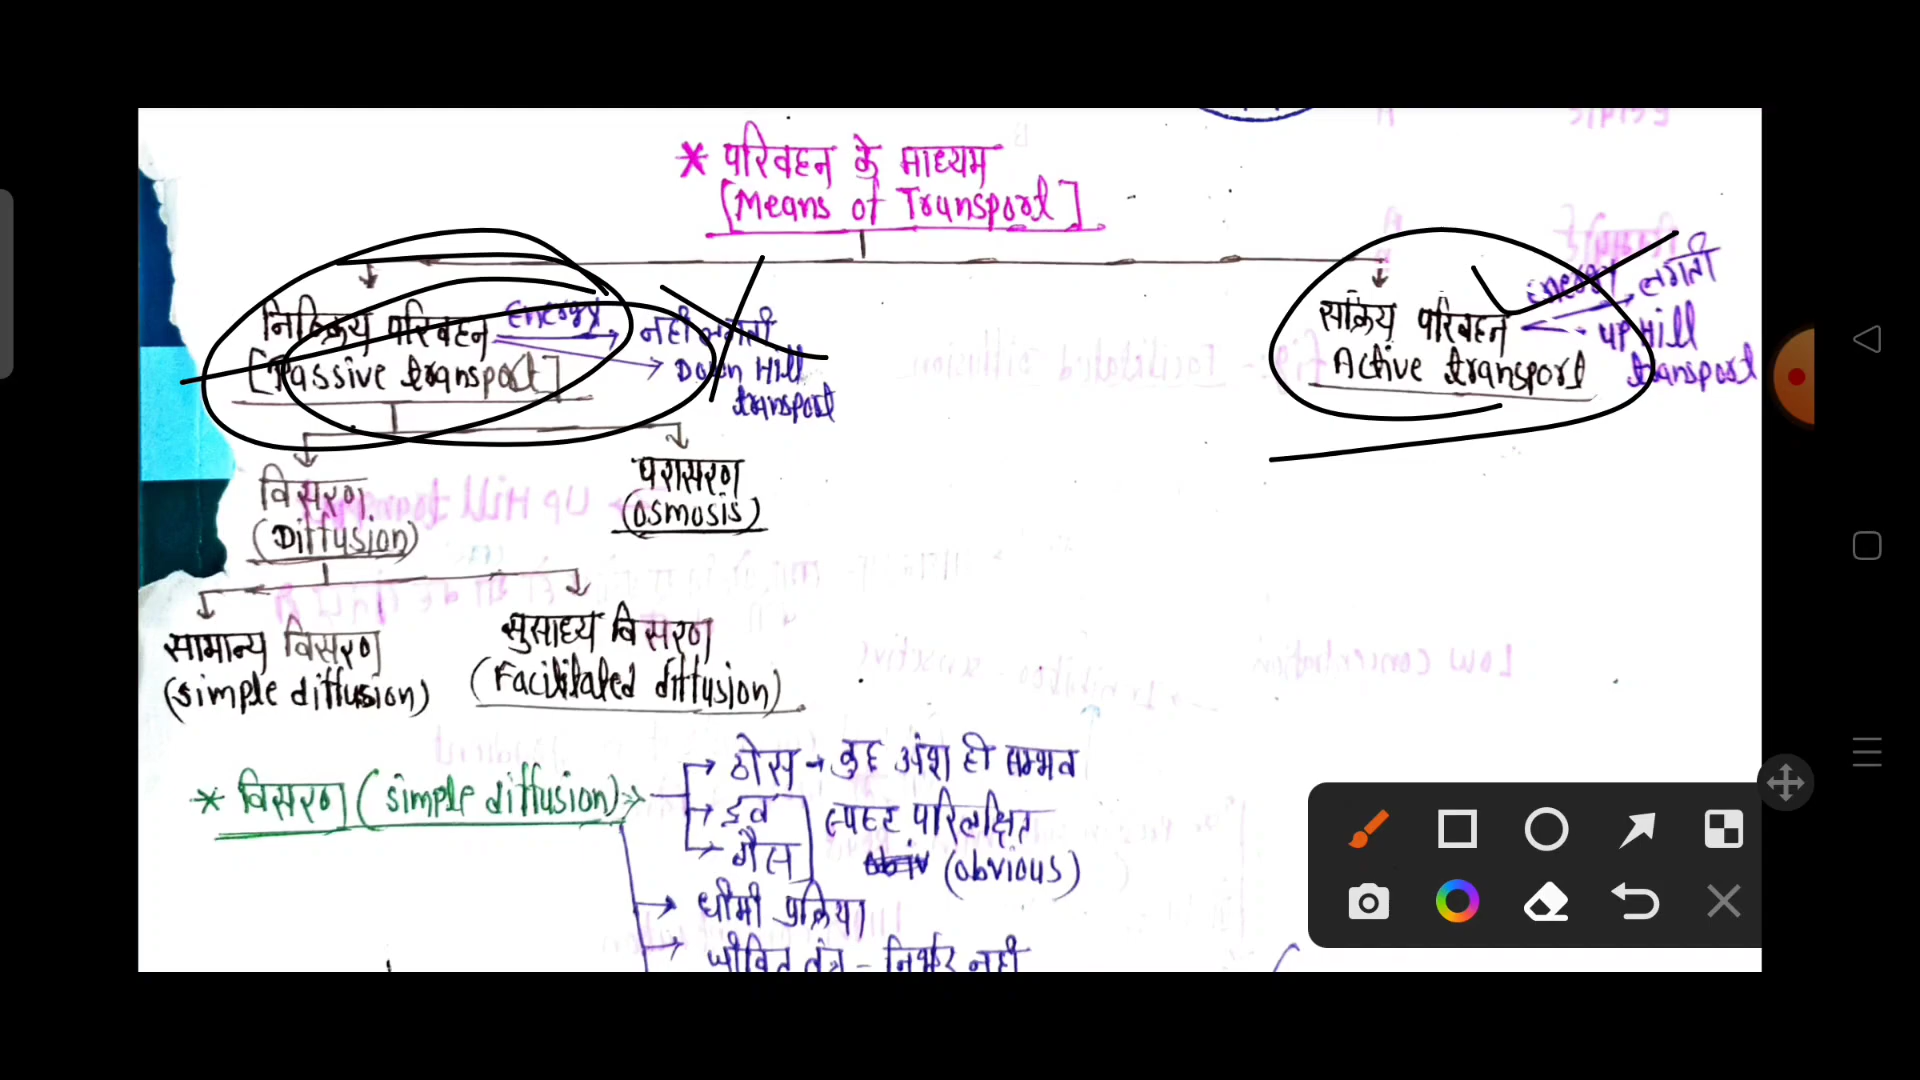 * परिवहन के माध्यम
[Means of Transport]
निष्क्रिय परिवहन Energy नही लगती
[Passive transport] Down Hill
transport
सक्रिय परिवहन Energy लगती
Active transport up Hill
transport
विसरण
(Diffusion)
परासरण
(osmosis)
सामान्य विसरण
(simple diffusion)
सुसाध्य विसरण
(Facilitated diffusion)
* विसरण (simple diffusion)
ठोस → कुछ अंश ही सम्भव
द्रव स्पष्ट परिलक्षित
गैस (obvious)
धीमी प्रक्रिया
जीवित तंत्र - निर्भर नही